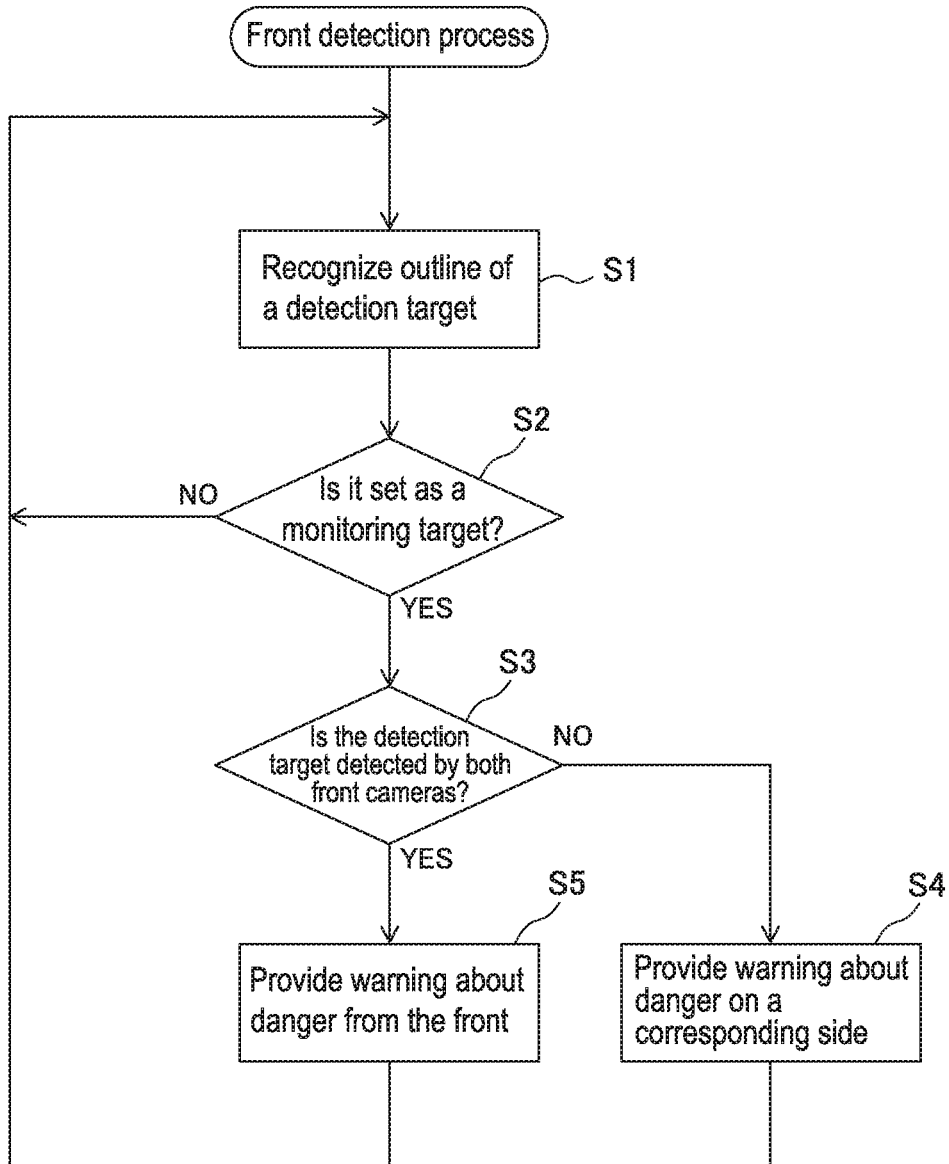 Front detection process
Recognize outline of
a detection target
S1
S2
Is it set as a
monitoring target?
NO
YES
S3
Is the detection
target detected by both
front cameras?
NO
YES
S5
Provide warning about
danger from the front
S4
Provide warning about
danger on a
corresponding side